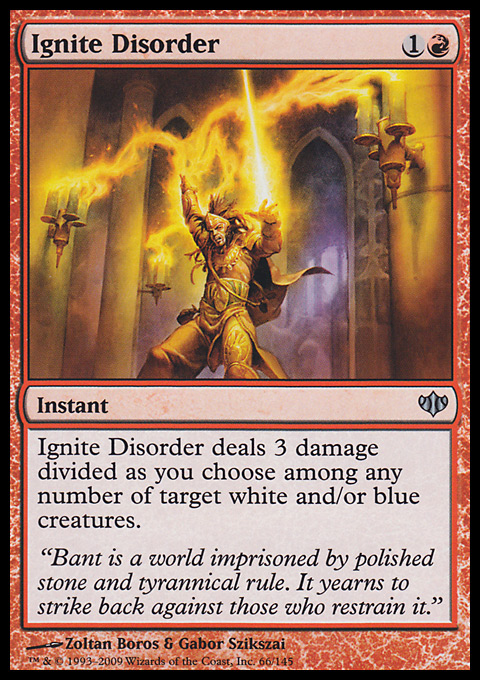 Ignite Disorder 1
Instant
Ignite Disorder deals 3 damage
divided as you choose among any
number of target white and/or blue
creatures.
“Bant is a world imprisoned by polished
stone and tyrannical rule. It yearns to
strike back against those who restrain it.”
Zoltan Boros & Gabor Szikszai
™ & © 1993–2009 Wizards of the Coast, Inc. 66/145